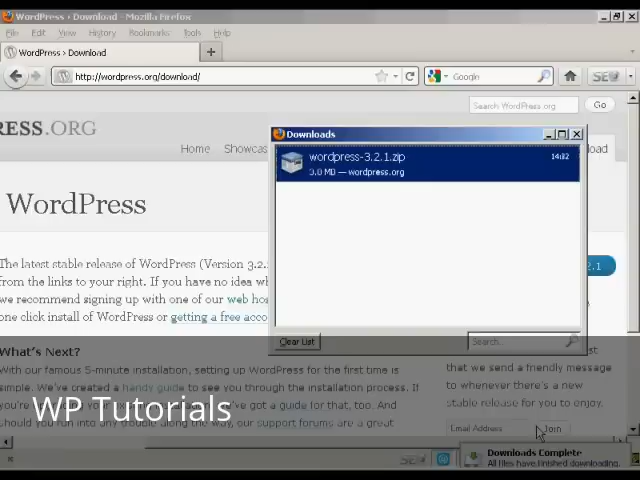 WordPress › Download - Mozilla Firefox
File Edit View History Bookmarks Tools Help
WordPress › Download
http://wordpress.org/download/
Google
SE
RESS.ORG
Search WordPress.org
Go
Home
Showcas
load
Downloads
wordpress-3.2.1.zip
14:32
3.8 MB — wordpress.org
Clear List
Search...
WordPress
The latest stable release of WordPress (Version 3.2.
from the links to your right. If you have no idea wh
we recommend signing up with one of our web hos
one click install of WordPress or getting a free acco
2.1
What's Next?
With our famous 5-minute installation, setting up WordPress for the first time is
simple. We've created a handy guide to see you through the installation process. If
you're guide for that, too. And
should you run into any trouble along the way, our support forums are a great
that we send a friendly
message to
to whenever there's a new
stable release for you to enjoy.
Email Address
Join
WP Tutorials
Downloads Complete
All files have finished downloading.